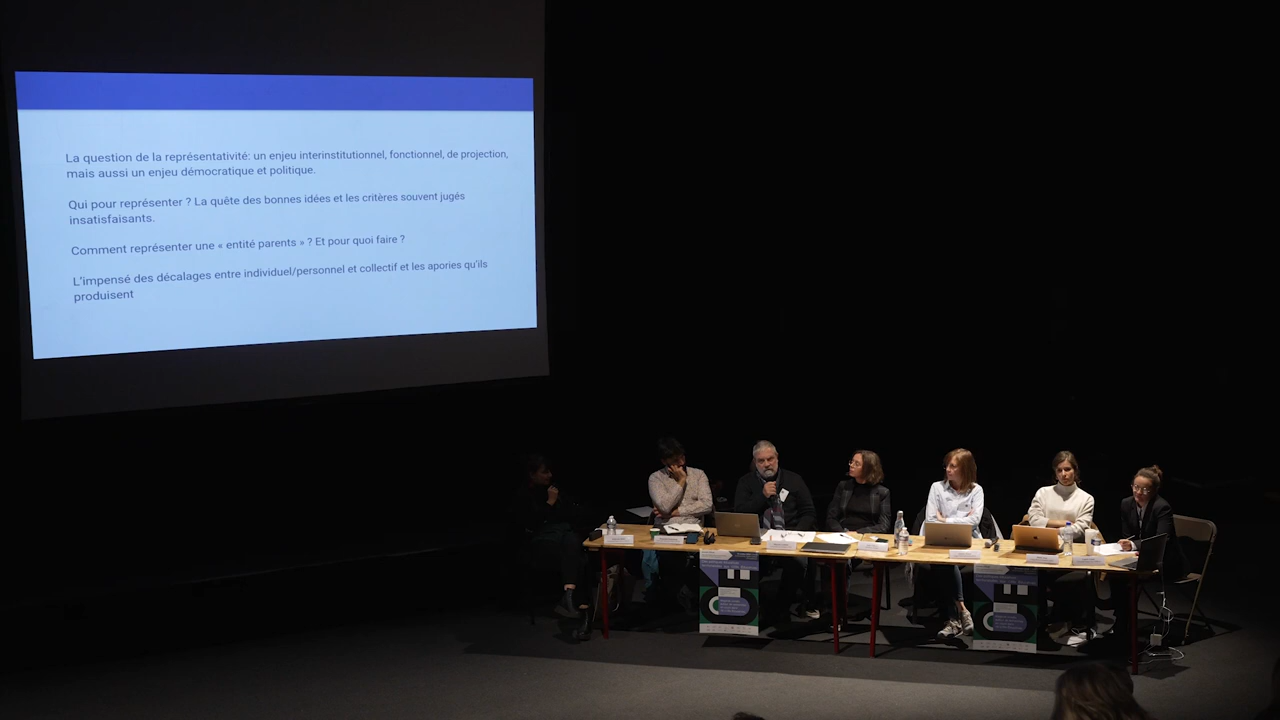 La question de la représentativité: un enjeu interinstitutionnel, fonctionnel, de projection,
mais aussi un enjeu démocratique et politique.
Qui pour représenter ? La quête des bonnes idées et les critères souvent jugés
insatisfaisants.
Comment représenter une « entité parents » ? Et pour quoi faire ?
L'impensé des décalages entre individuel/personnel et collectif et les apories qu'ils
produisent